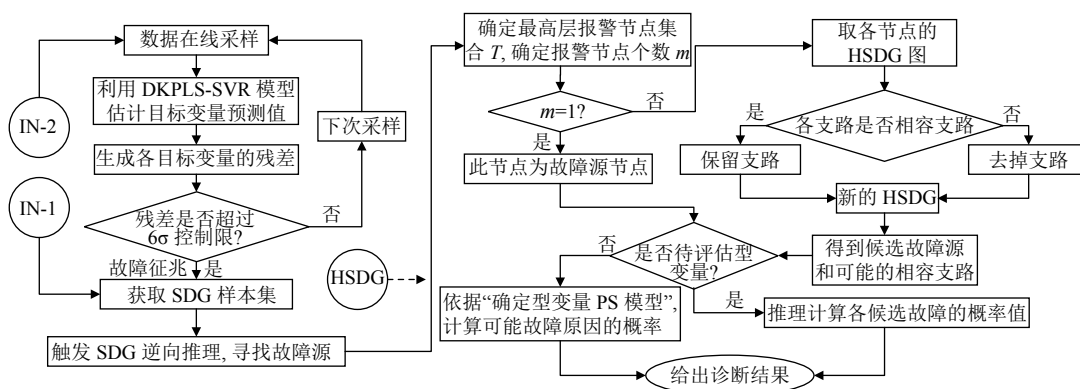 数据在线采样
利用 DKPLS-SVR 模型
估计目标变量预测值
IN-2
下次采样
生成各目标变量的残差
IN-1
残差是否超过
6σ 控制限?
否
故障征兆
是
获取 SDG 样本集
触发 SDG 逆向推理, 寻找故障源
HSDG
确定最高层报警节点集
合 T, 确定报警节点个数 m
m=1?
否
是
此节点为故障源节点
取各节点的
HSDG 图
各支路是否相容支路
是
否
保留支路
去掉支路
新的 HSDG
得到候选故障源
和可能的相容支路
是否待评估型
变量?
否
是
依据“确定型变量 PS 模型”,
计算可能故障原因的概率
推理计算各候选故障的概率值
给出诊断结果